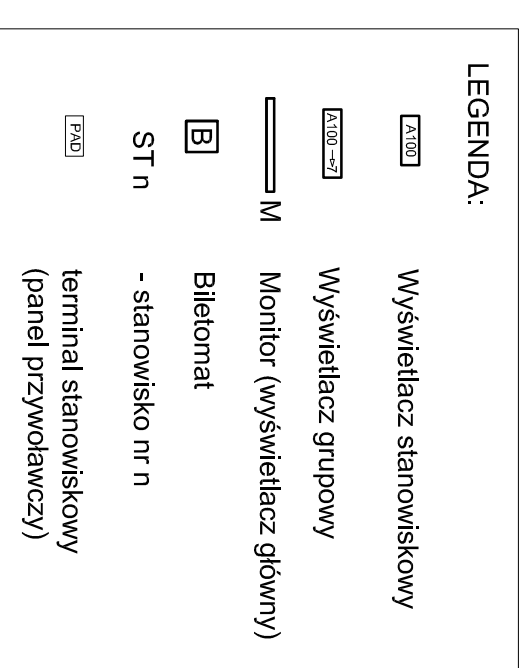 LEGENDA:
A100 Wyświetlacz stanowiskowy
A100 →7 Wyświetlacz grupowy
M Monitor (wyświetlacz główny)
B Biletomat
ST n - stanowisko nr n
PAD terminal stanowiskowy
(panel przywoławczy)